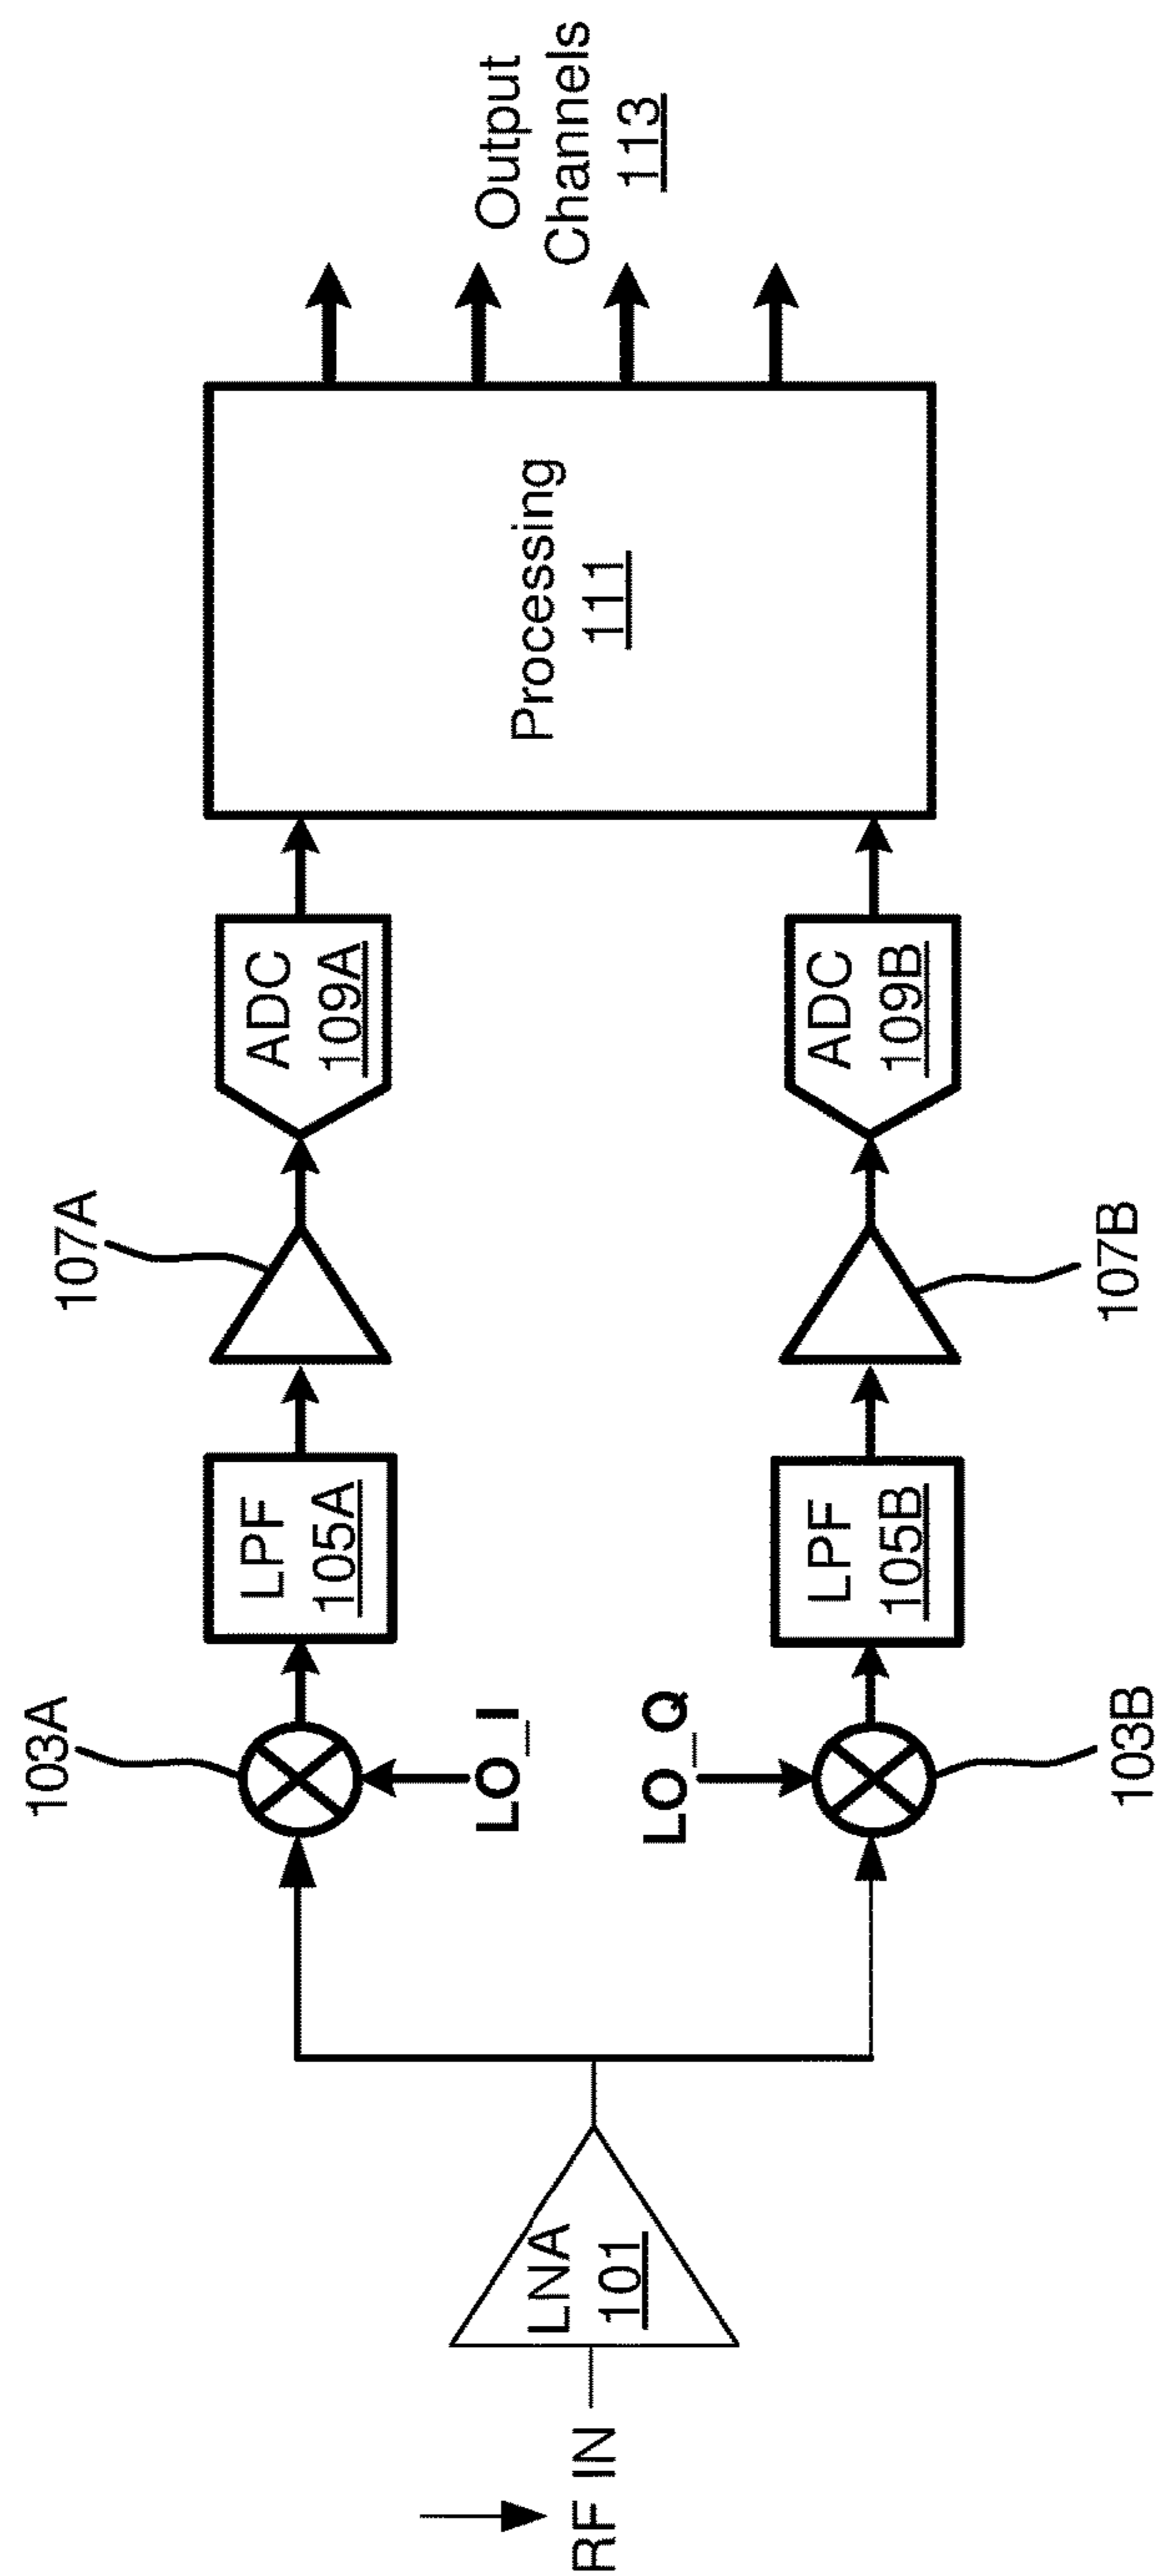 RF IN
LNA
101
103A
LO_I
LO_Q
103B
LPF
105A
LPF
105B
107A
107B
ADC
109A
ADC
109B
Processing
111
Output
Channels
113